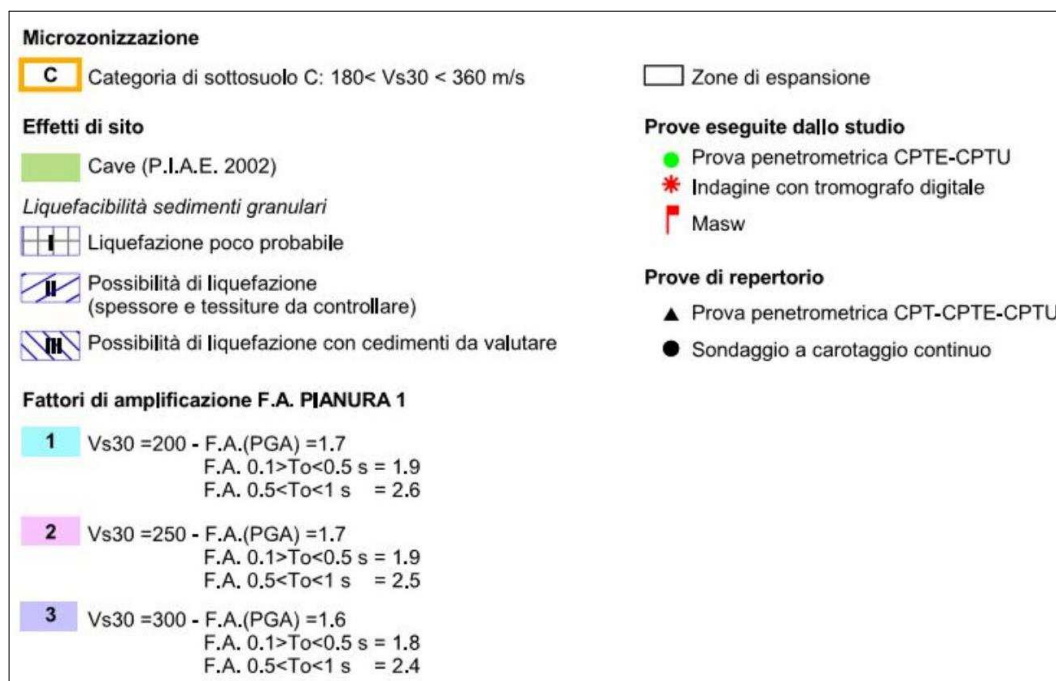 Microzonizzazione
C Categoria di sottosuolo C: 180< Vs30 < 360 m/s
Effetti di sito
Cave (P.I.A.E. 2002)
Liquefacibilità sedimenti granulari
I Liquefazione poco probabile
II Possibilità di liquefazione
(spessore e tessiture da controllare)
III Possibilità di liquefazione con cedimenti da valutare
Fattori di amplificazione F.A. PIANURA 1
1 Vs30 =200 - F.A.(PGA) =1.7
F.A. 0.1>To<0.5 s = 1.9
F.A. 0.5<To<1 s = 2.6
2 Vs30 =250 - F.A.(PGA) =1.7
F.A. 0.1>To<0.5 s = 1.9
F.A. 0.5<To<1 s = 2.5
3 Vs30 =300 - F.A.(PGA) =1.6
F.A. 0.1>To<0.5 s = 1.8
F.A. 0.5<To<1 s = 2.4
Zone di espansione
Prove eseguite dallo studio
Prova penetrometrica CPTE-CPTU
Indagine con tromografo digitale
Masw
Prove di repertorio
Prova penetrometrica CPT-CPTE-CPTU
Sondaggio a carotaggio continuo